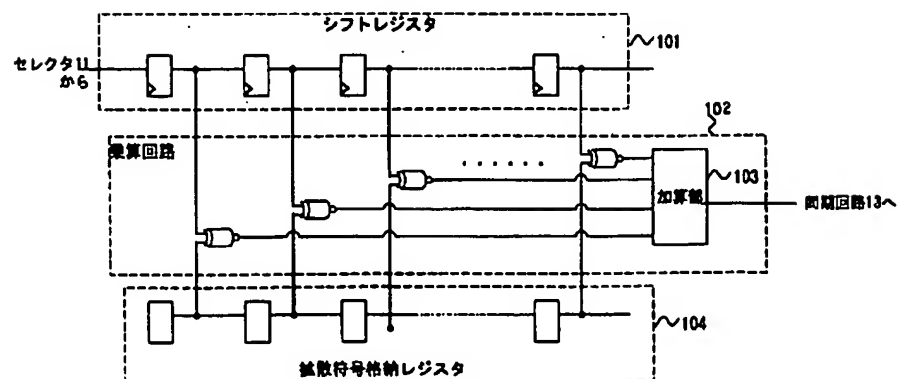 シフトレジスタ
101
セレクタ11
から
102
乗算回路
103
加算部
同期回路13へ
104
拡散符号格納レジスタ